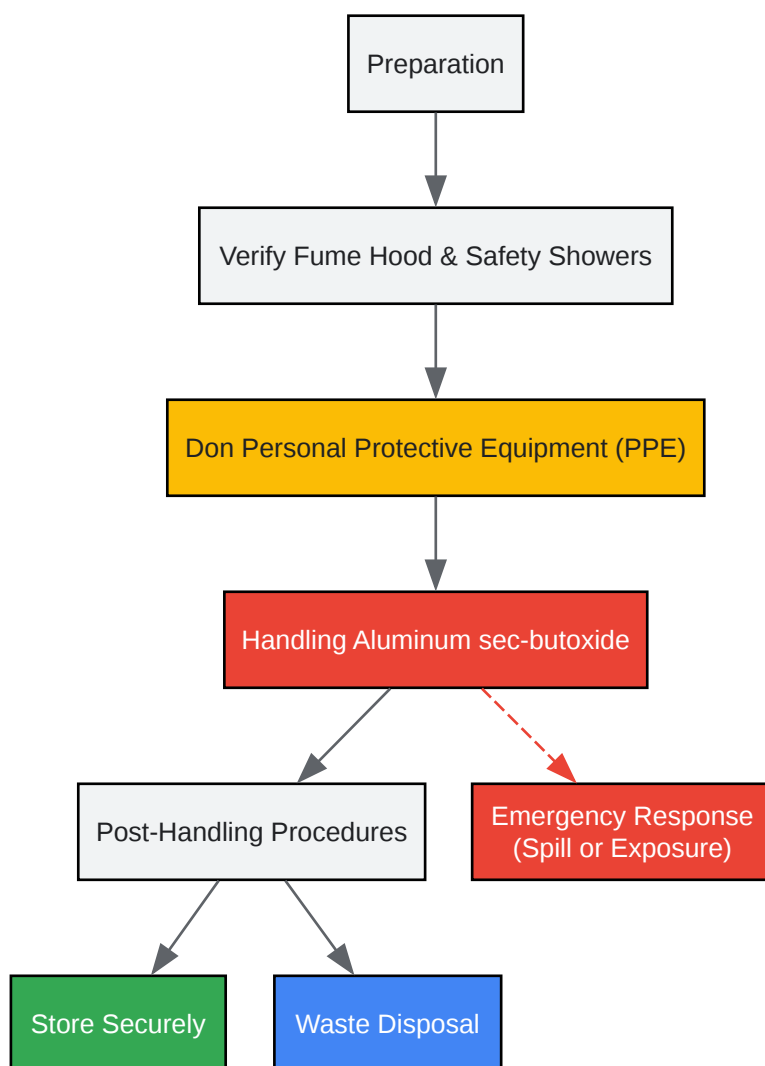 Preparation
Verify Fume Hood & Safety Showers
Don Personal Protective Equipment (PPE)
Handling Aluminum sec-butoxide
Post-Handling Procedures
Emergency Response
(Spill or Exposure)
Store Securely
Waste Disposal